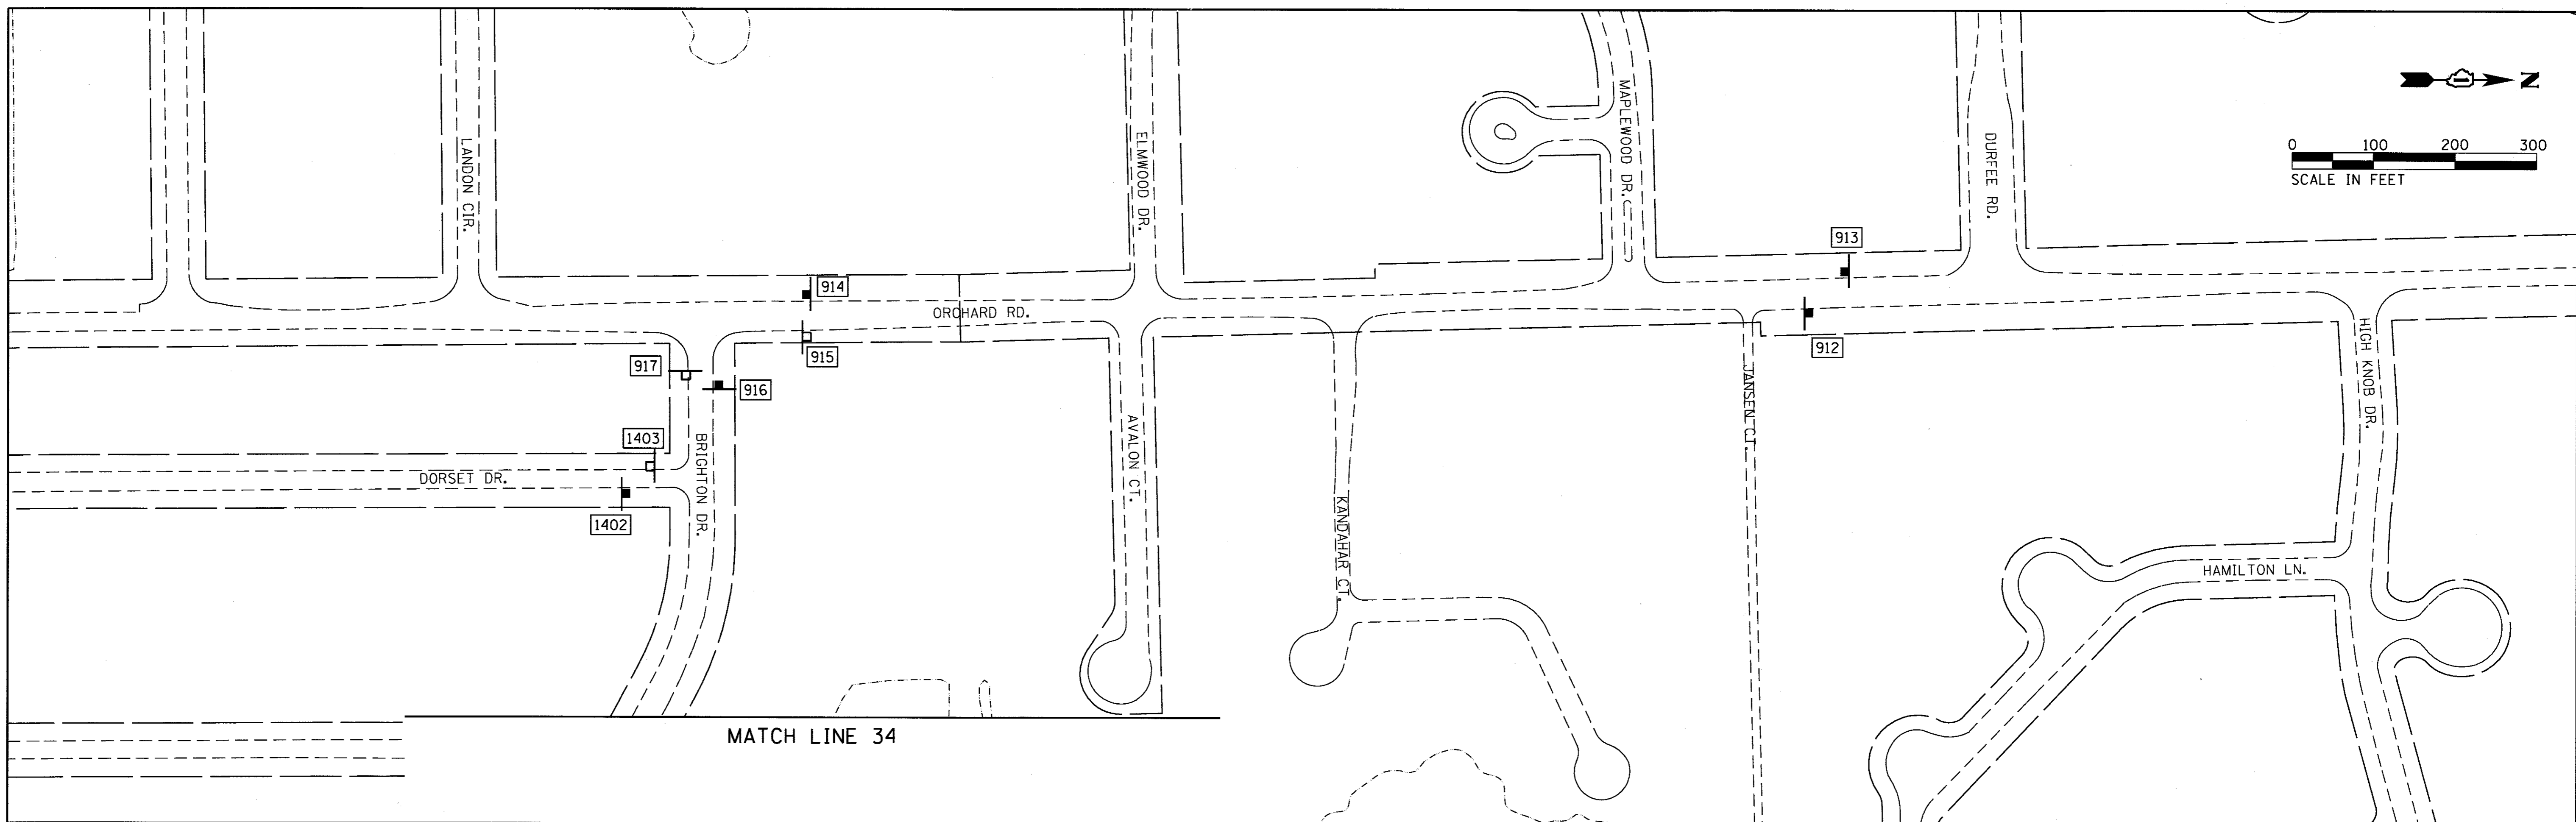 N
0 100 200 300
SCALE IN FEET
LANDON CIR.
ELMWOOD DR.
MAPLEWOOD DR.
DURFEE RD.
913
914
ORCHARD RD.
915
912
917
916
HIGH KNOB DR.
JANSEN CT.
1403
BRIGHTON DR.
AVALON CT.
DORSET DR.
1402
KANDAHAR CT.
HAMILTON LN.
MATCH LINE 34